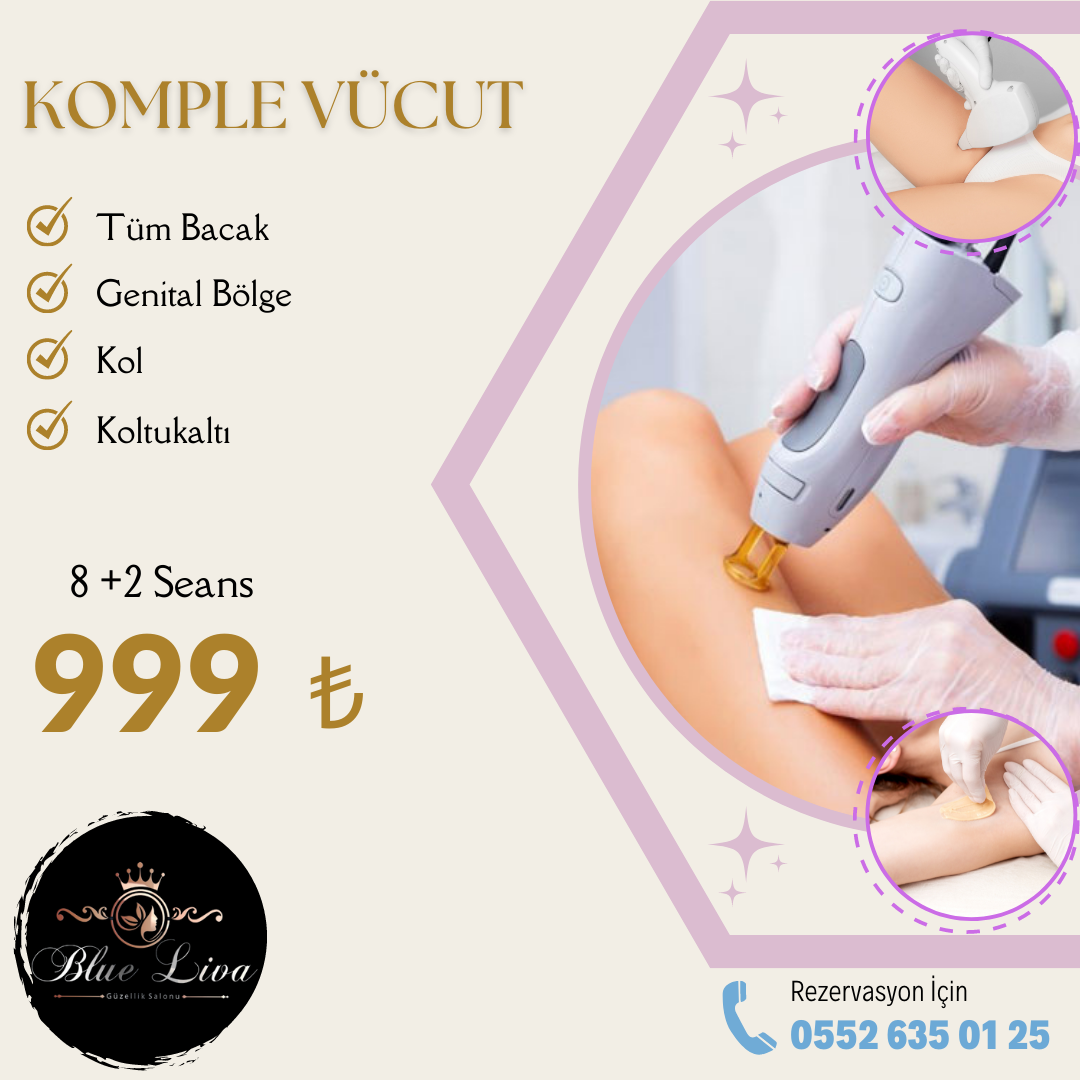 KOMPLE VÜCUT
Tüm Bacak
Genital Bölge
Kol
Koltukaltı
8 +2 Seans
999 ₺
Blue Liva
Güzellik Salonu
Rezervasyon İçin
0552 635 01 25